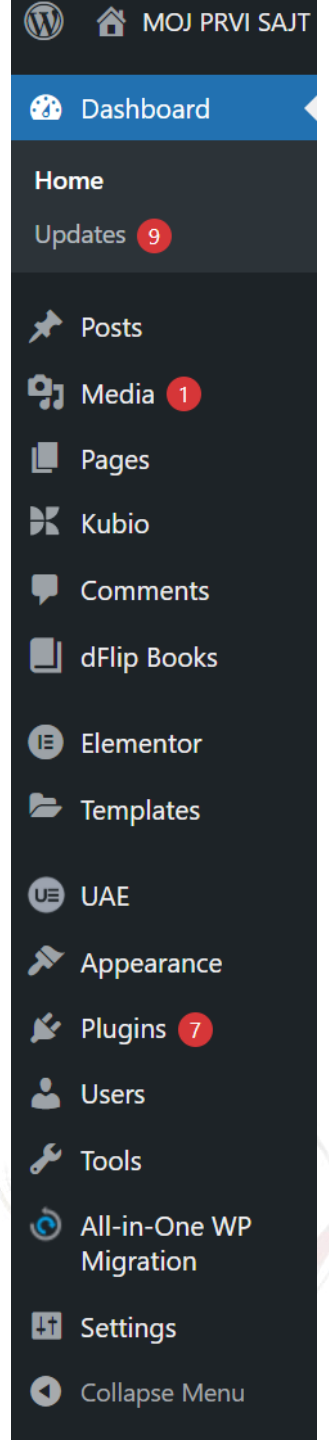 MOJ PRVI SAJT
Dashboard
Home
Updates 9
Posts
Media 1
Pages
Kubio
Comments
dFlip Books
Elementor
Templates
UAE
Appearance
Plugins 7
Users
Tools
All-in-One WP
Migration
Settings
Collapse Menu